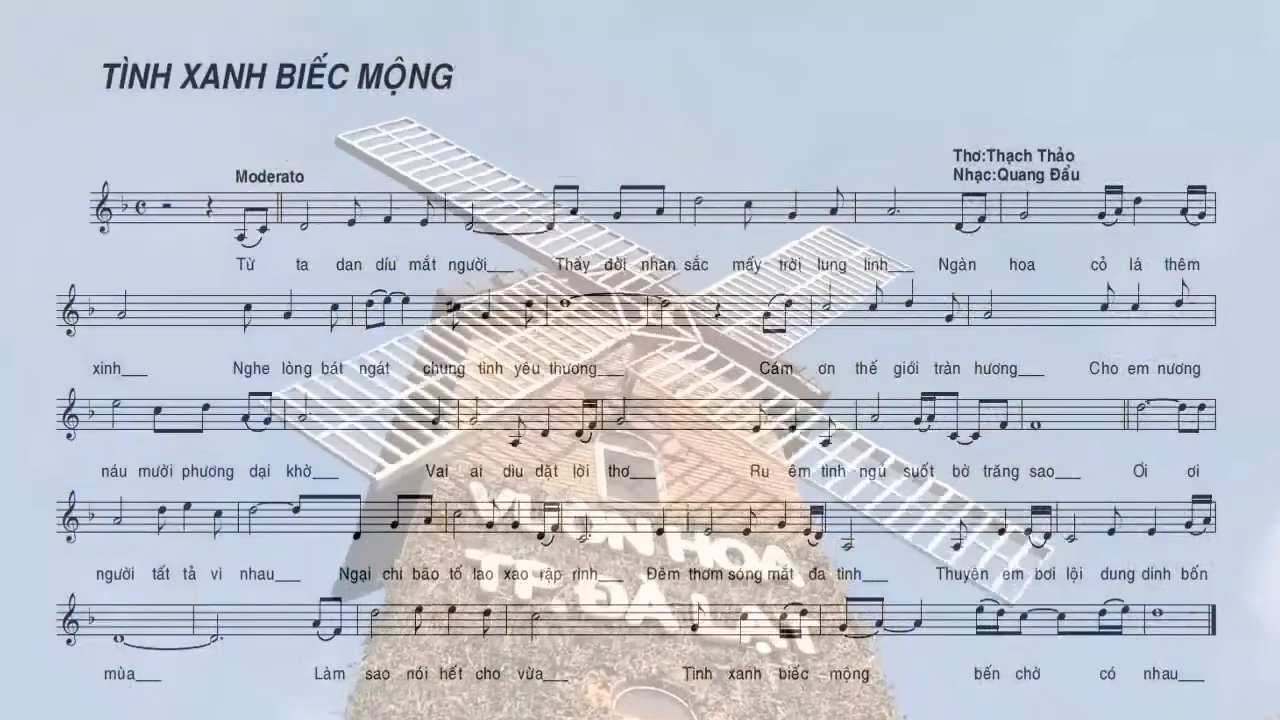 TÌNH XANH BIẾC MỘNG
Thơ:Thạch Thảo
Moderato
Nhạc:Quang Đẩu
Từ ta dan díu mắt người___ Thấy đời nhan sắc mấy trời lung linh___ Ngàn hoa cỏ lá thêm
xinh___ Nghe lòng bát ngát chung tình yêu thương___ Cám ơn thế giới tràn hương___ Cho em nương
náu mười phương dại khờ___ Vai ai dìu dặt lời thơ___ Ru êm tình ngủ suốt bờ trăng sao___ Ơi ơi
người tất tả vì nhau___ Ngại chi bão tố lao xao rập rình___ Đêm thơm sóng mắt đa tình___ Thuyền em bơi lội dung dinh bốn
mùa___ Làm sao nói hết cho vừa___ Tình xanh biếc mộng bến chờ có nhau___
VƯỜN HOA
TP. ĐÀ LẠT